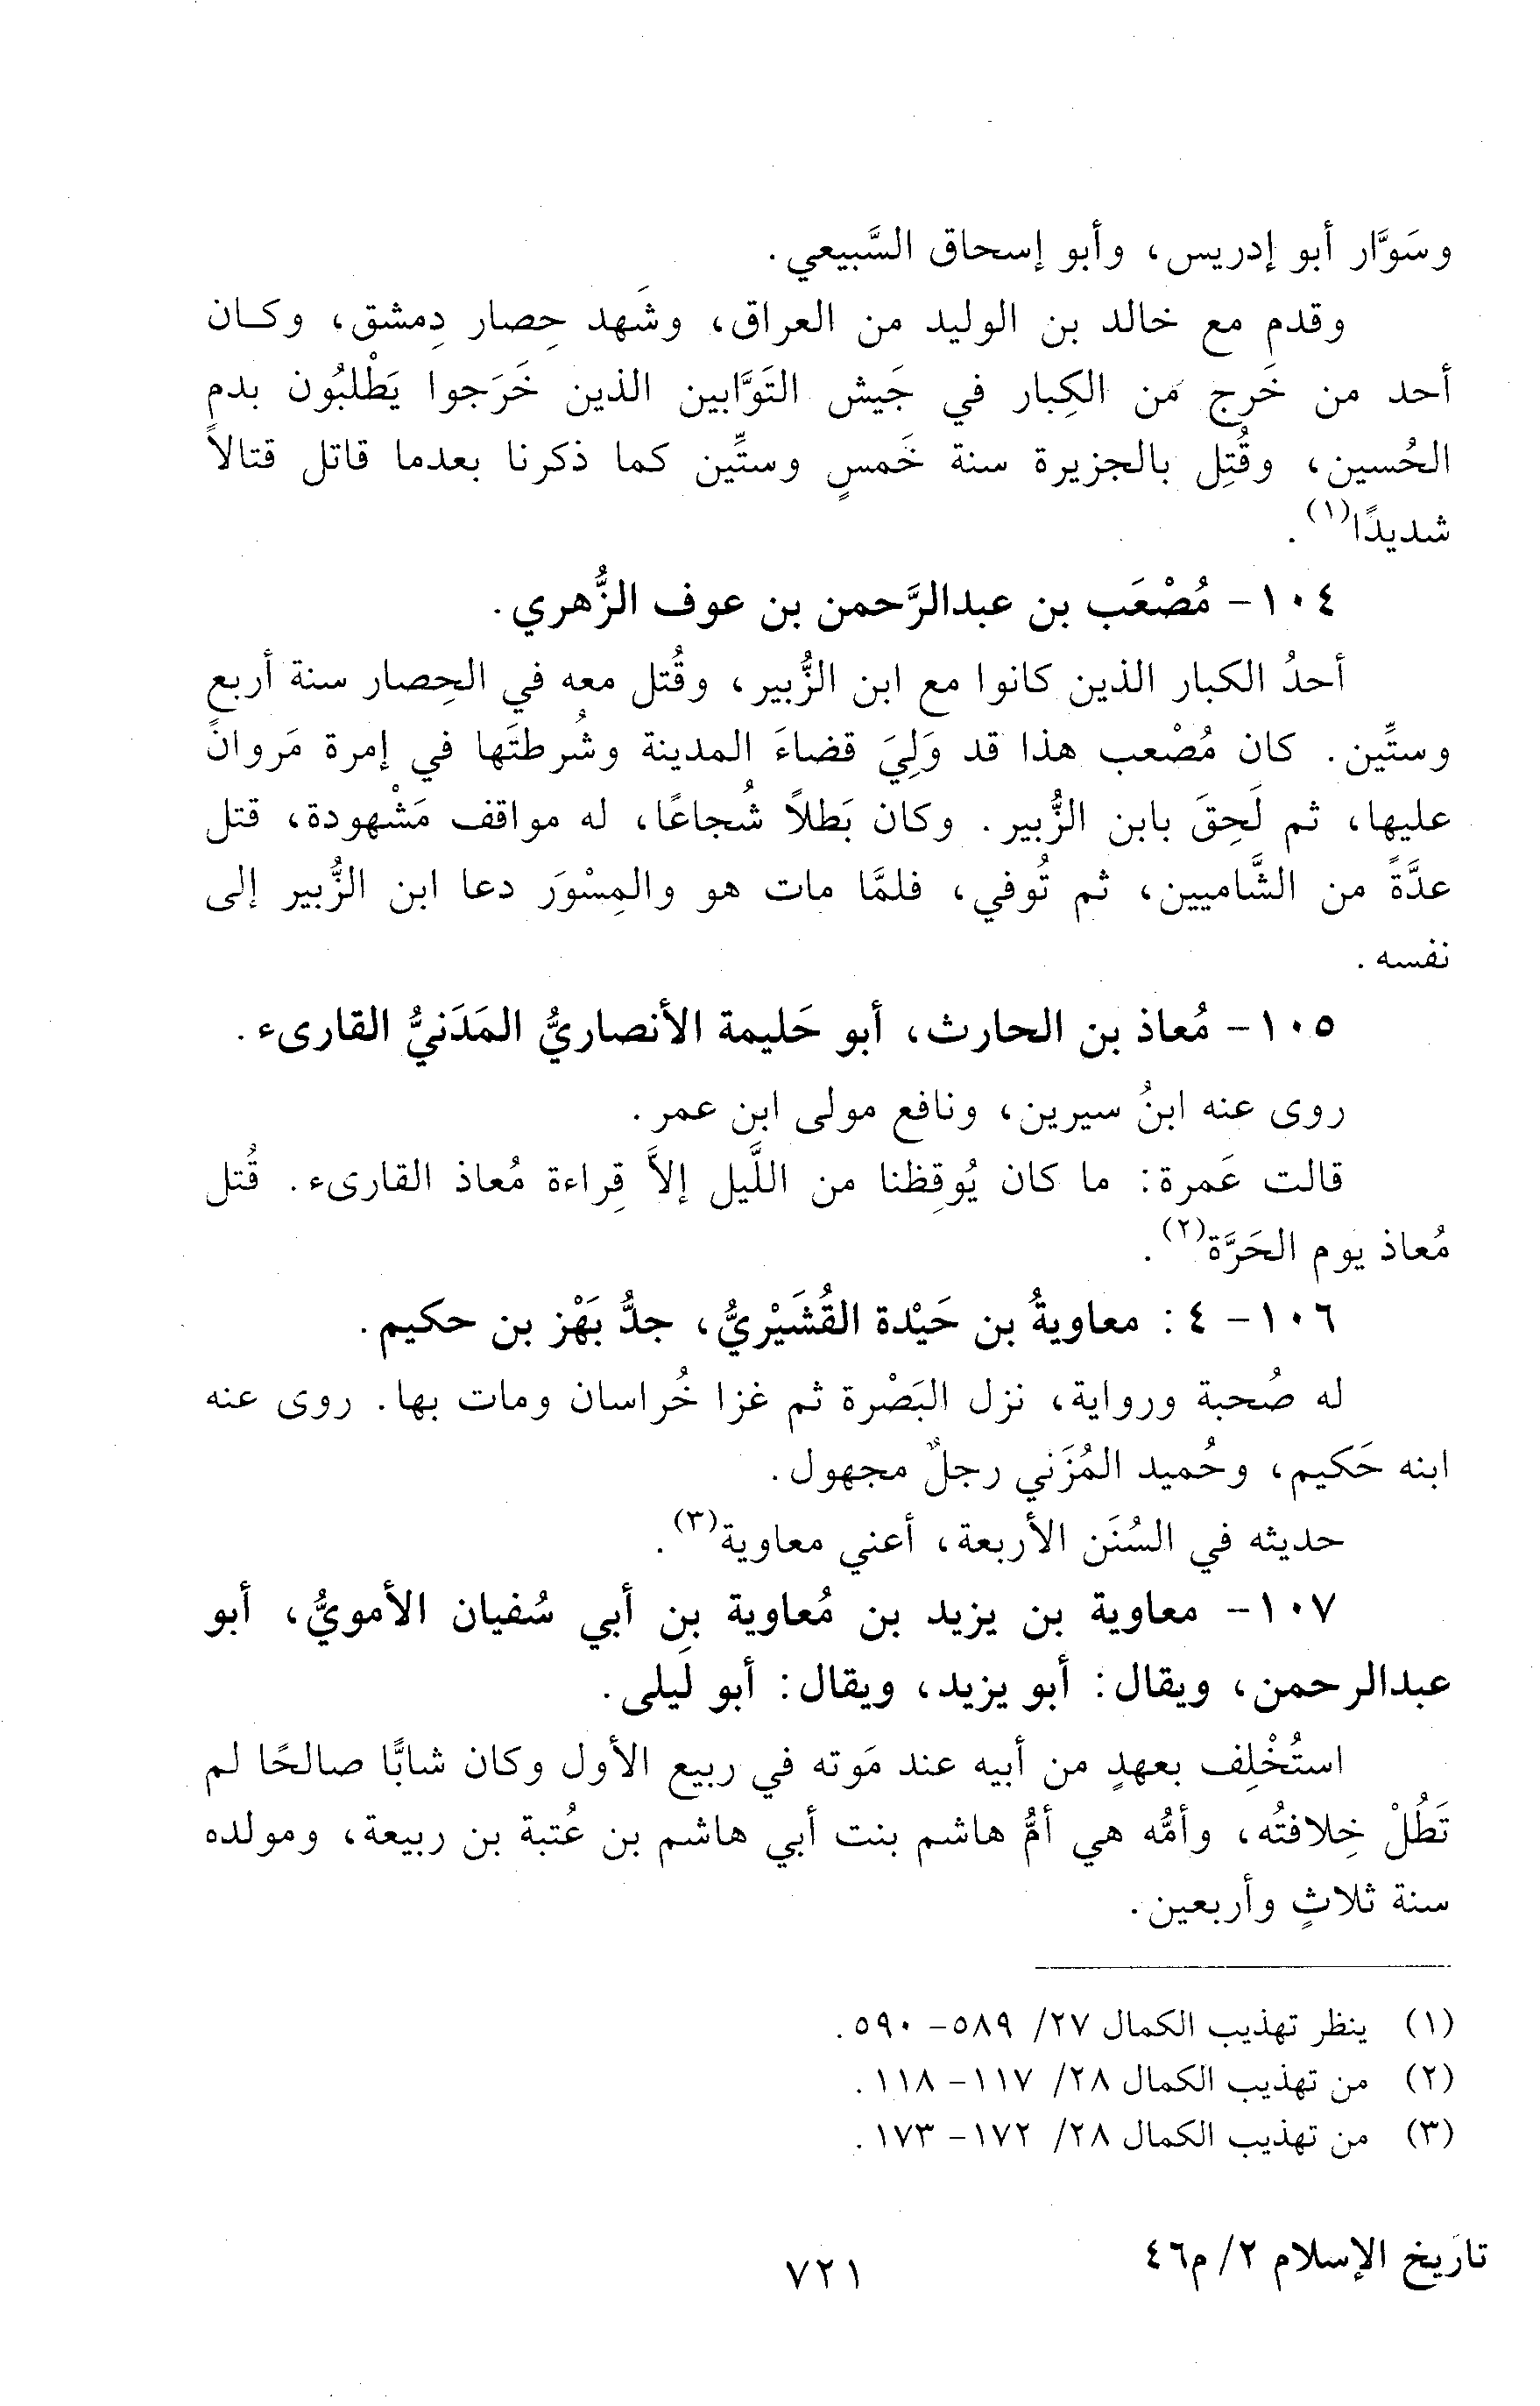 وسَوَّار أبو إدريس، وأبو إسحاق السَّبيعي.
وقدم مع خالد بن الوليد من العراق، وشَهد حِصار دِمشق، وكان
أحد من خَرج من الكِبار في جَيش التَوَّابين الذين خَرَجوا يَطْلبُون بدم
الحُسين، وقُتِل بالجزيرة سنة خَمسٍ وستِّين كما ذكرنا بعدما قاتل قتالاً
شديدًا(١).
١٠٤- مُصْعَب بن عبدالرَّحمن بن عوف الزُّهري.
أحدُ الكبار الذين كانوا مع ابن الزُّبير، وقُتل معه في الحِصار سنة أربع
وستِّين. كان مُصْعب هذا قد وَلِيَ قضاءَ المدينة وشُرطتَها في إمرة مَروانَ
عليها، ثم لَحِقَ بابن الزُّبير. وكان بَطلاً شُجاعًا، له مواقف مَشْهودة، قتل
عدَّةً من الشَّاميين، ثم تُوفي، فلمَّا مات هو والمِسْوَر دعا ابن الزُّبير إلى
نفسه.
١٠٥- مُعاذ بن الحارث، أبو حَليمة الأنصاريُّ المَدَنيُّ القارىء.
روى عنه ابنُ سيرين، ونافع مولى ابن عمر.
قالت عَمرة: ما كان يُوقِظنا من اللَّيل إلاَّ قِراءة مُعاذ القارىء. قُتل
مُعاذ يوم الحَرَّة(٢).
١٠٦- ٤: معاويةُ بن حَيْدة القُشَيْريُّ، جدُّ بَهْز بن حكيم.
له صُحبة ورواية، نزل البَصْرة ثم غزا خُراسان ومات بها. روى عنه
ابنه حَكيم، وحُميد المُزَني رجلٌ مجهول.
حديثه في السُنَن الأربعة، أعني معاوية(٣).
١٠٧- معاوية بن يزيد بن مُعاوية بن أبي سُفيان الأمويُّ، أبو
عبدالرحمن، ويقال: أبو يزيد، ويقال: أبو لَيلى.
استُخْلِف بعهدٍ من أبيه عند مَوته في ربيع الأول وكان شابًّا صالحًا لم
تَطُلْ خِلافتُه، وأمُّه هي أمُّ هاشم بنت أبي هاشم بن عُتبة بن ربيعة، ومولده
سنة ثلاثٍ وأربعين.
(١) ينظر تهذيب الكمال ٢٧/ ٥٨٩- ٥٩٠.
(٢) من تهذيب الكمال ٢٨/ ١١٧- ١١٨.
(٣) من تهذيب الكمال ٢٨/ ١٧٢- ١٧٣.
تاريخ الإسلام ٢/ م٤٦
٧٢١